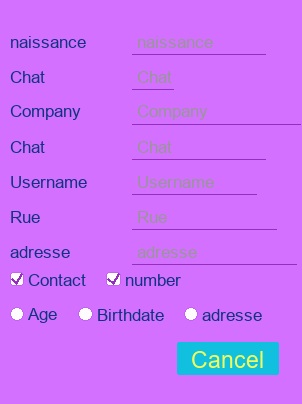 naissance naissance
Chat Chat
Company Company
Chat Chat
Username Username
Rue Rue
adresse adresse
Contact number
Age Birthdate adresse
Cancel